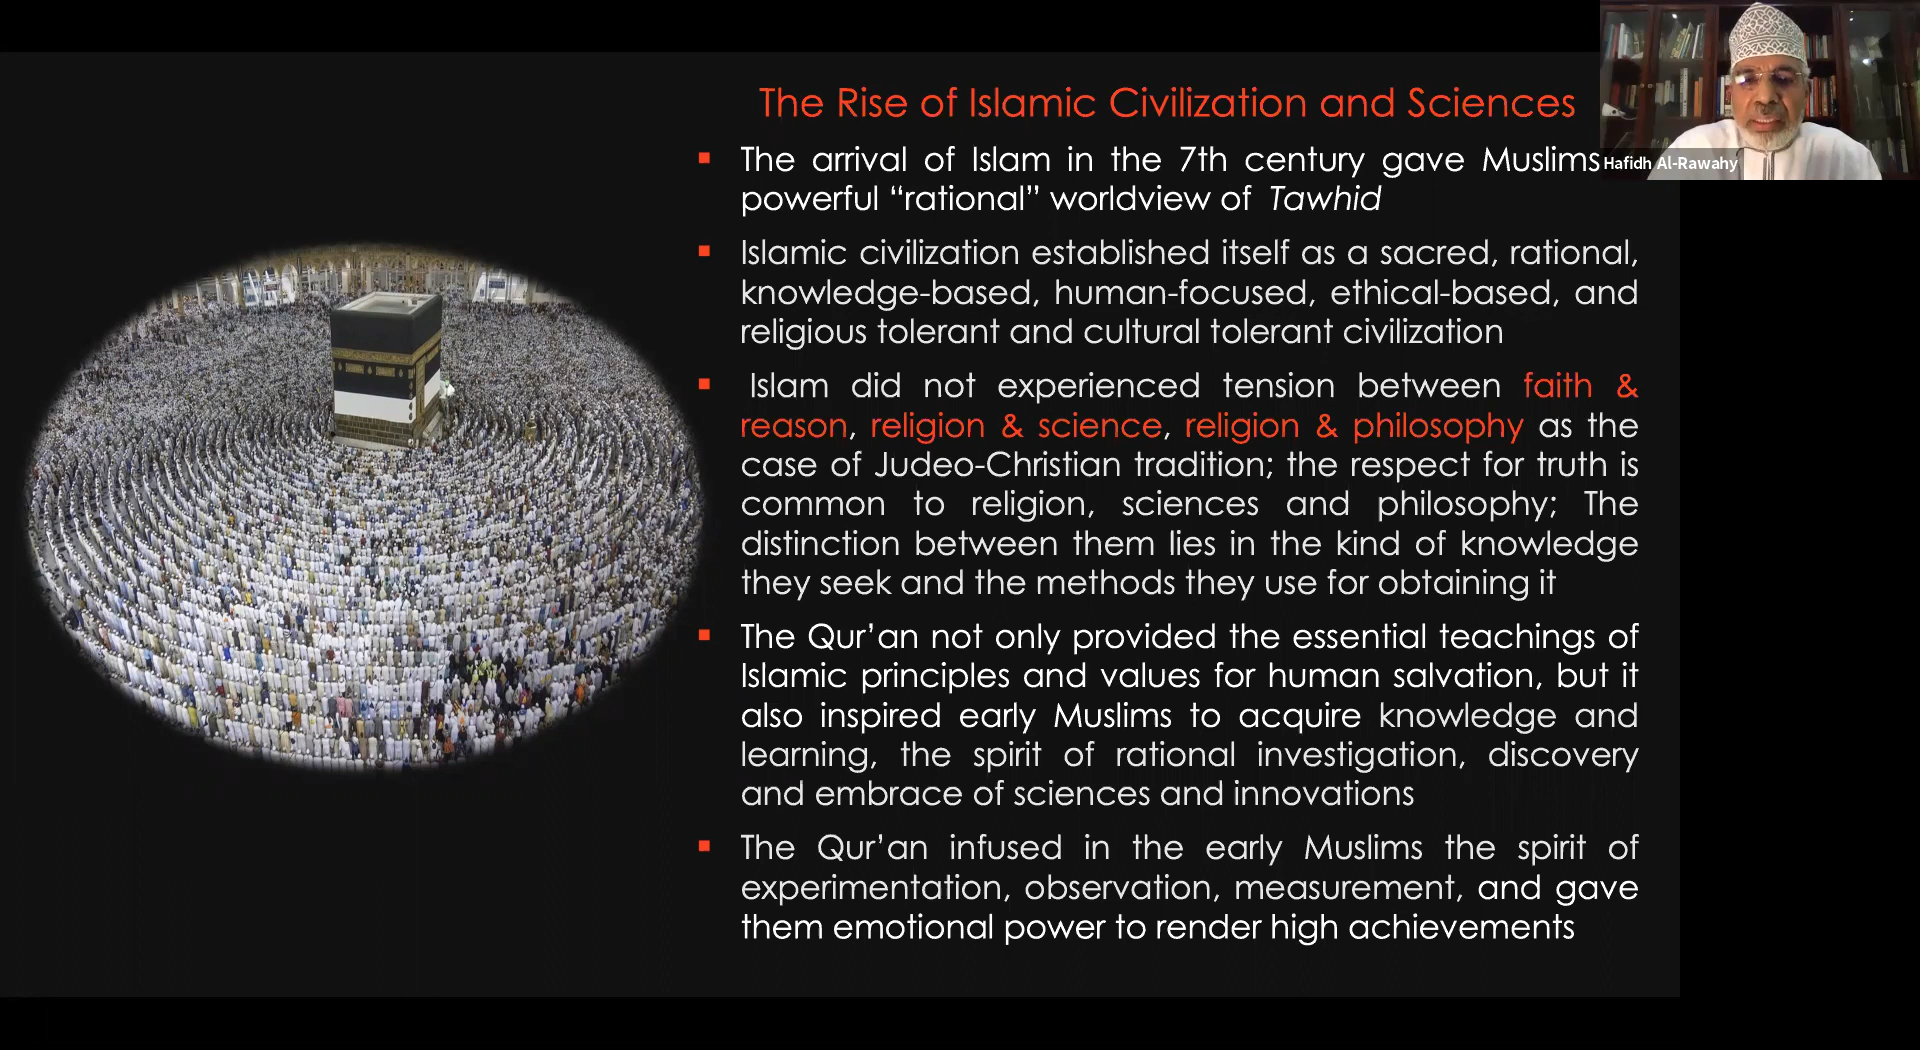 The Rise of Islamic Civilization and Sciences
▪ The arrival of Islam in the 7th century gave Muslims
powerful “rational” worldview of Tawhid
▪ Islamic civilization established itself as a sacred, rational,
knowledge-based, human-focused, ethical-based, and
religious tolerant and cultural tolerant civilization
▪ Islam did not experienced tension between faith &
reason, religion & science, religion & philosophy as the
case of Judeo-Christian tradition; the respect for truth is
common to religion, sciences and philosophy; The
distinction between them lies in the kind of knowledge
they seek and the methods they use for obtaining it
▪ The Qur’an not only provided the essential teachings of
Islamic principles and values for human salvation, but it
also inspired early Muslims to acquire knowledge and
learning, the spirit of rational investigation, discovery
and embrace of sciences and innovations
▪ The Qur’an infused in the early Muslims the spirit of
experimentation, observation, measurement, and gave
them emotional power to render high achievements
Hafidh Al-Rawahy